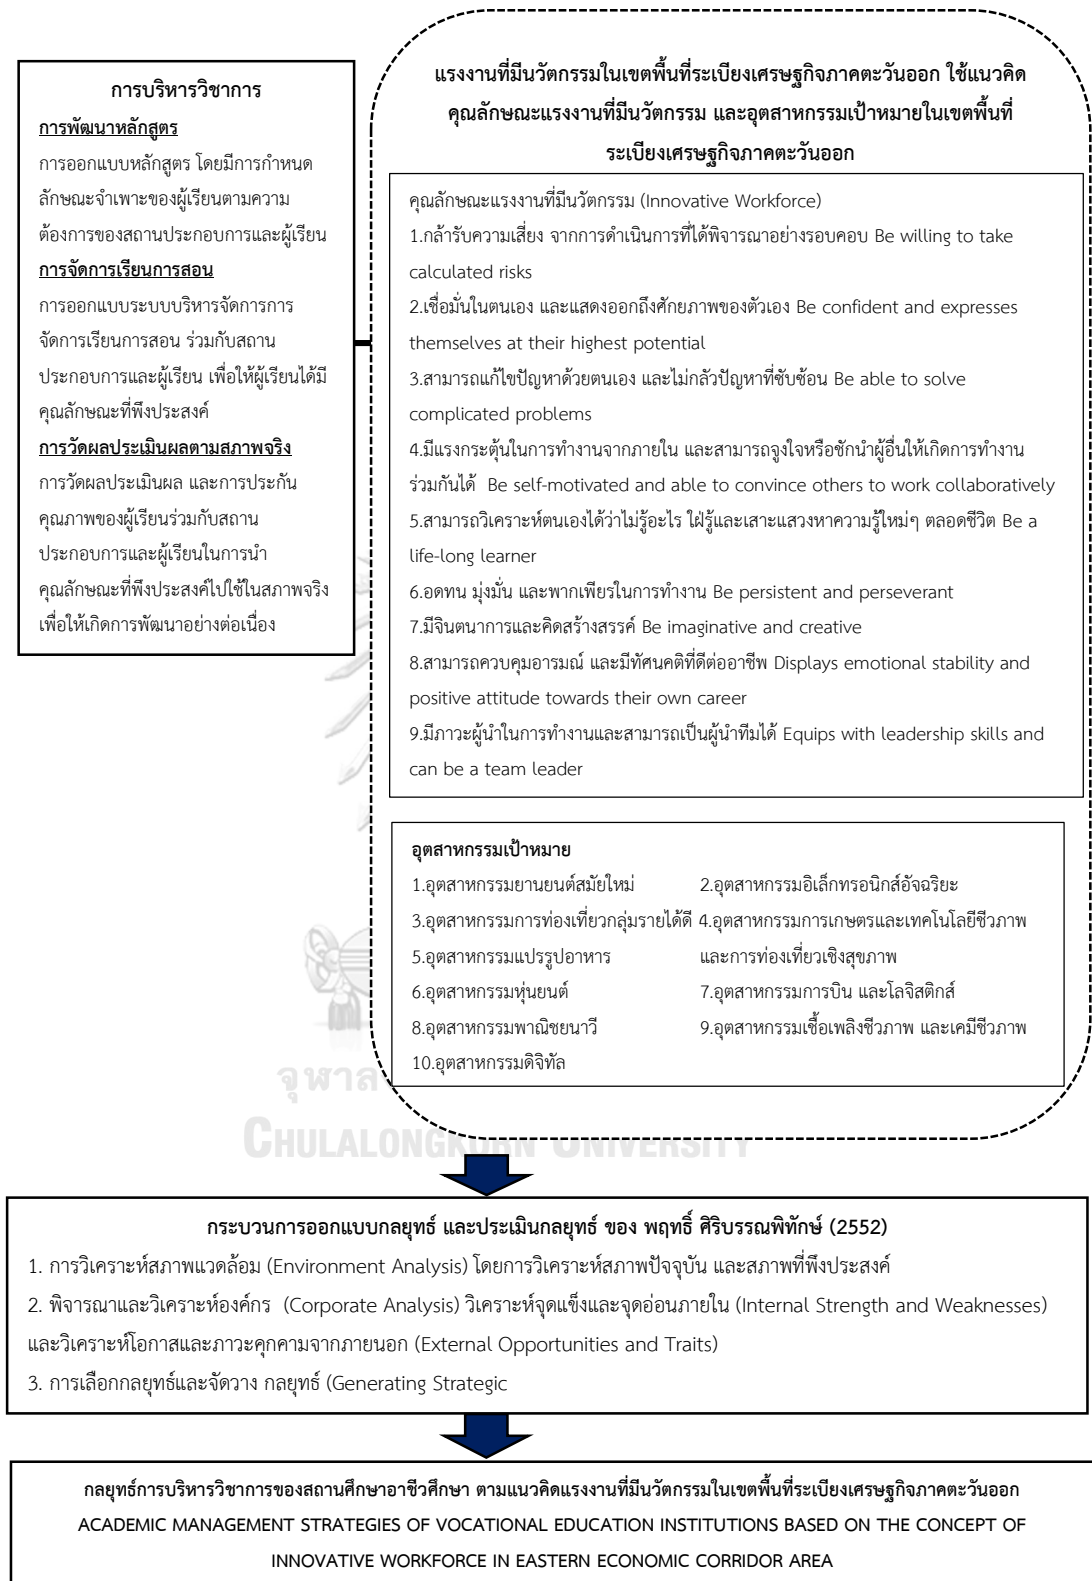 การบริหารวิชาการ
การพัฒนาหลักสูตร
การออกแบบหลักสูตร โดยมีการกำหนด
ลักษณะจำเพาะของผู้เรียนตามความ
ต้องการของสถานประกอบการและผู้เรียน
การจัดการเรียนการสอน
การออกแบบระบบบริหารจัดการการ
จัดการเรียนการสอน ร่วมกับสถาน
ประกอบการและผู้เรียน เพื่อให้ผู้เรียนได้มี
คุณลักษณะที่พึงประสงค์
การวัดผลประเมินผลตามสภาพจริง
การวัดผลประเมินผล และการประกัน
คุณภาพของผู้เรียนร่วมกับสถาน
ประกอบการและผู้เรียนในการนำ
คุณลักษณะที่พึงประสงค์ไปใช้ในสภาพจริง
เพื่อให้เกิดการพัฒนาอย่างต่อเนื่อง
แรงงานที่มีนวัตกรรมในเขตพื้นที่ระเบียงเศรษฐกิจภาคตะวันออก ใช้แนวคิด
คุณลักษณะแรงงานที่มีนวัตกรรม และอุตสาหกรรมเป้าหมายในเขตพื้นที่
ระเบียงเศรษฐกิจภาคตะวันออก
คุณลักษณะแรงงานที่มีนวัตกรรม (Innovative Workforce)
1.กล้ารับความเสี่ยง จากการดำเนินการที่ได้พิจารณาอย่างรอบคอบ Be willing to take
calculated risks
2.เชื่อมั่นในตนเอง และแสดงออกถึงศักยภาพของตัวเอง Be confident and expresses
themselves at their highest potential
3.สามารถแก้ไขปัญหาด้วยตนเอง และไม่กลัวปัญหาที่ซับซ้อน Be able to solve
complicated problems
4.มีแรงกระตุ้นในการทำงานจากภายใน และสามารถจูงใจหรือชักนำผู้อื่นให้เกิดการทำงาน
ร่วมกันได้ Be self-motivated and able to convince others to work collaboratively
5.สามารถวิเคราะห์ตนเองได้ว่าไม่รู้อะไร ใฝ่รู้และเสาะแสวงหาความรู้ใหม่ๆ ตลอดชีวิต Be a
life-long learner
6.อดทน มุ่งมั่น และพากเพียรในการทำงาน Be persistent and perseverant
7.มีจินตนาการและคิดสร้างสรรค์ Be imaginative and creative
8.สามารถควบคุมอารมณ์ และมีทัศนคติที่ดีต่ออาชีพ Displays emotional stability and
positive attitude towards their own career
9.มีภาวะผู้นำในการทำงานและสามารถเป็นผู้นำทีมได้ Equips with leadership skills and
can be a team leader
อุตสาหกรรมเป้าหมาย
1.อุตสาหกรรมยานยนต์สมัยใหม่ 2.อุตสาหกรรมอิเล็กทรอนิกส์อัจฉริยะ
3.อุตสาหกรรมการท่องเที่ยวกลุ่มรายได้ดี 4.อุตสาหกรรมการเกษตรและเทคโนโลยีชีวภาพ
5.อุตสาหกรรมแปรรูปอาหาร และการท่องเที่ยวเชิงสุขภาพ
6.อุตสาหกรรมหุ่นยนต์ 7.อุตสาหกรรมการบิน และโลจิสติกส์
8.อุตสาหกรรมพาณิชยนาวี 9.อุตสาหกรรมเชื้อเพลิงชีวภาพ และเคมีชีวภาพ
10.อุตสาหกรรมดิจิทัล
จุฬาล
CHULALONGKORN UNIVERSITY
กระบวนการออกแบบกลยุทธ์ และประเมินกลยุทธ์ ของ พฤทธิ์ ศิริบรรณพิทักษ์ (2552)
1. การวิเคราะห์สภาพแวดล้อม (Environment Analysis) โดยการวิเคราะห์สภาพปัจจุบัน และสภาพที่พึงประสงค์
2. พิจารณาและวิเคราะห์องค์กร (Corporate Analysis) วิเคราะห์จุดแข็งและจุดอ่อนภายใน (Internal Strength and Weaknesses)
และวิเคราะห์โอกาสและภาวะคุกคามจากภายนอก (External Opportunities and Traits)
3. การเลือกกลยุทธ์และจัดวาง กลยุทธ์ (Generating Strategic
กลยุทธ์การบริหารวิชาการของสถานศึกษาอาชีวศึกษา ตามแนวคิดแรงงานที่มีนวัตกรรมในเขตพื้นที่ระเบียงเศรษฐกิจภาคตะวันออก
ACADEMIC MANAGEMENT STRATEGIES OF VOCATIONAL EDUCATION INSTITUTIONS BASED ON THE CONCEPT OF
INNOVATIVE WORKFORCE IN EASTERN ECONOMIC CORRIDOR AREA